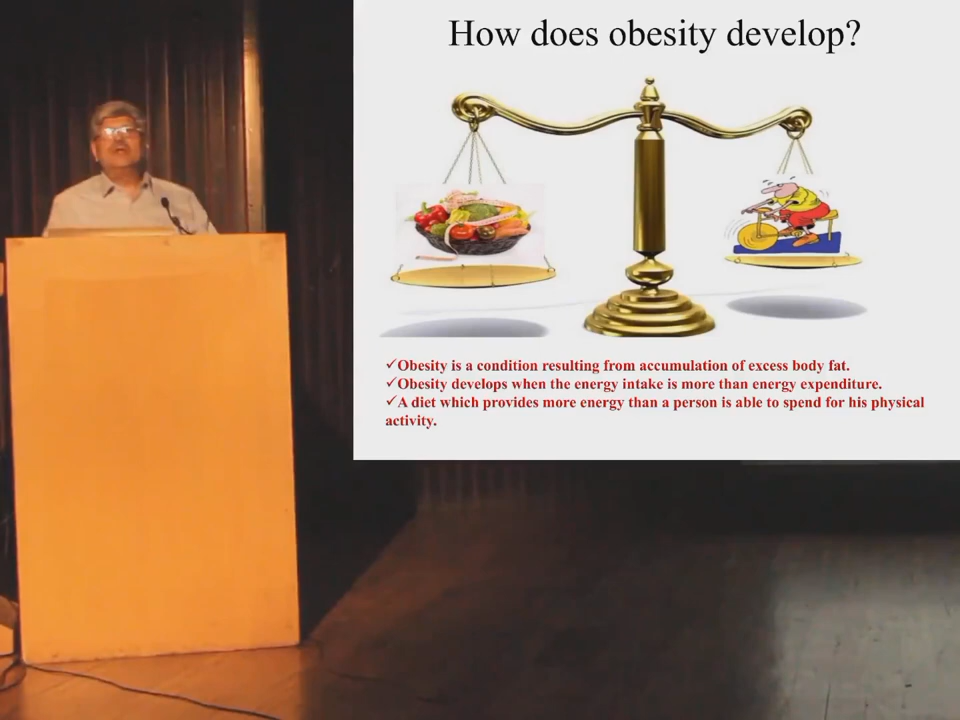 How does obesity develop?
✓Obesity is a condition resulting from accumulation of excess body fat.
✓Obesity develops when the energy intake is more than energy expenditure.
✓A diet which provides more energy than a person is able to spend for his physical
activity.